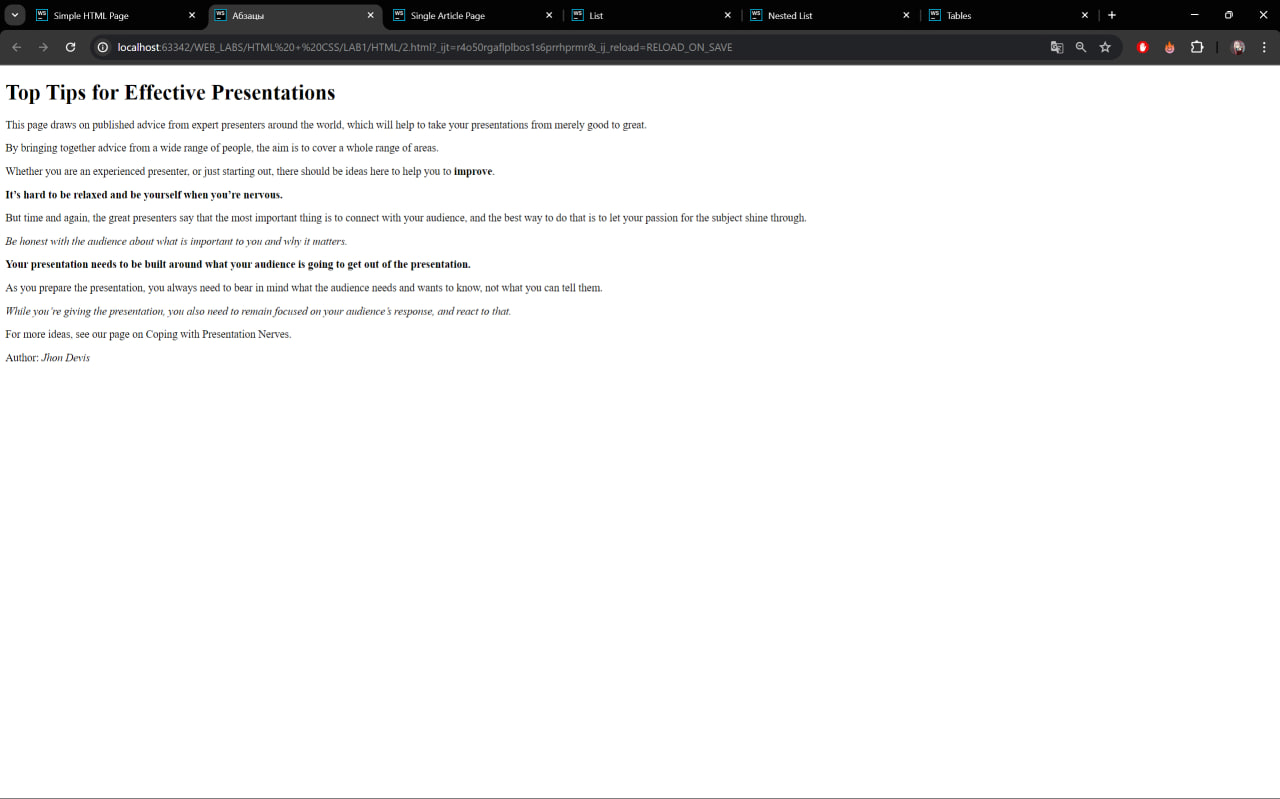 Simple HTML Page
Абзацы
Single Article Page
List
Nested List
Tables
localhost:63342/WEB_LABS/HTML%20+%20CSS/LAB1/HTML/2.html?_ijt=r4o50rgaflplbos1s6prrhprmr&_ij_reload=RELOAD_ON_SAVE
Top Tips for Effective Presentations
This page draws on published advice from expert presenters around the world, which will help to take your presentations from merely good to great.
By bringing together advice from a wide range of people, the aim is to cover a whole range of areas.
Whether you are an experienced presenter, or just starting out, there should be ideas here to help you to improve.
It’s hard to be relaxed and be yourself when you’re nervous.
But time and again, the great presenters say that the most important thing is to connect with your audience, and the best way to do that is to let your passion for the subject shine through.
Be honest with the audience about what is important to you and why it matters.
Your presentation needs to be built around what your audience is going to get out of the presentation.
As you prepare the presentation, you always need to bear in mind what the audience needs and wants to know, not what you can tell them.
While you’re giving the presentation, you also need to remain focused on your audience’s response, and react to that.
For more ideas, see our page on Coping with Presentation Nerves.
Author: Jhon Devis